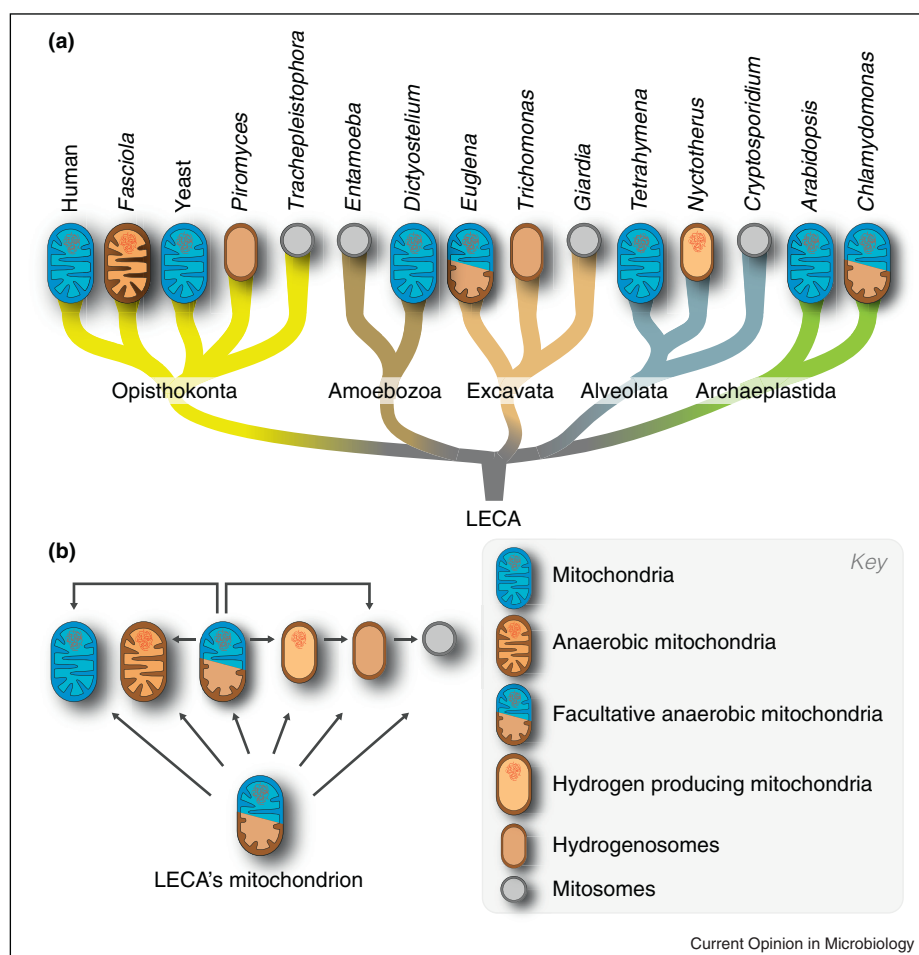 (a)
Human
Fasciola
Yeast
Piromyces
Trachepleistophora
Entamoeba
Dictyostelium
Euglena
Trichomonas
Giardia
Tetrahymena
Nyctotherus
Cryptosporidium
Arabidopsis
Chlamydomonas
Opisthokonta
Amoebozoa
Excavata
Alveolata
Archaeplastida
LECA
(b)
LECA's mitochondrion
Key
Mitochondria
Anaerobic mitochondria
Facultative anaerobic mitochondria
Hydrogen producing mitochondria
Hydrogenosomes
Mitosomes
Current Opinion in Microbiology